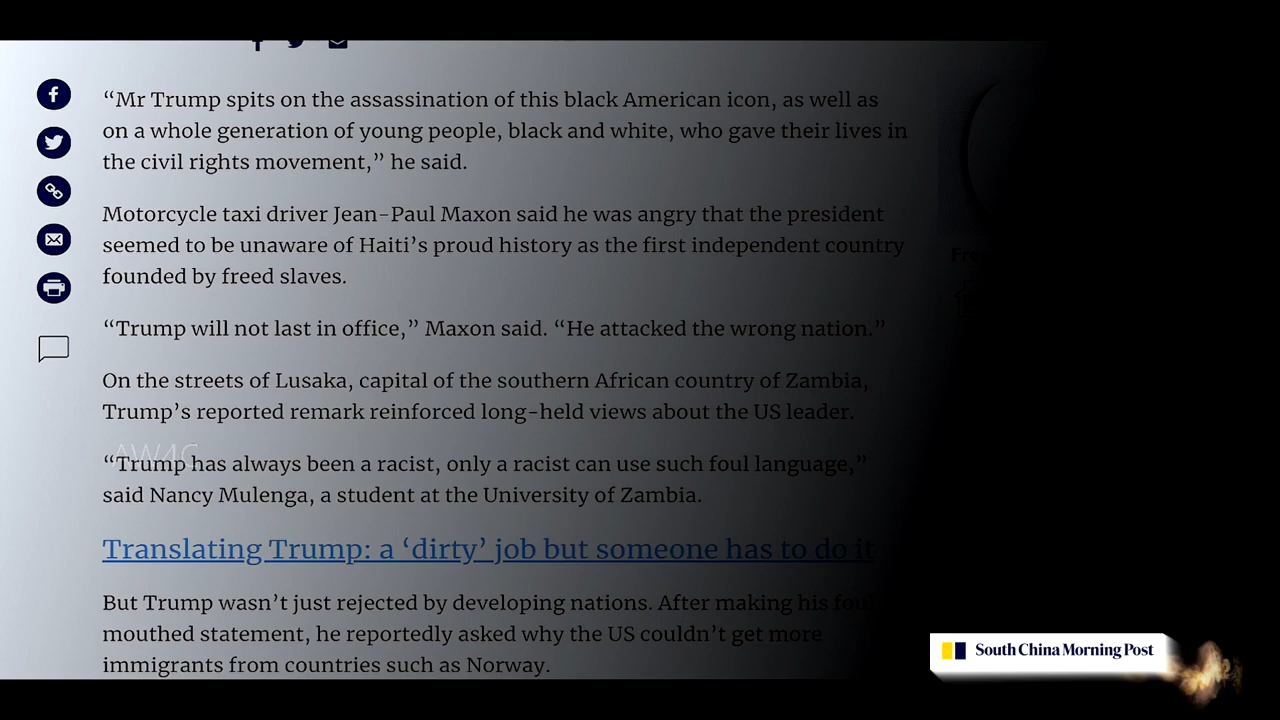 “Mr Trump spits on the assassination of this black American icon, as well as
on a whole generation of young people, black and white, who gave their lives in
the civil rights movement,” he said.
Motorcycle taxi driver Jean-Paul Maxon said he was angry that the president
seemed to be unaware of Haiti’s proud history as the first independent country
founded by freed slaves.
“Trump will not last in office,” Maxon said. “He attacked the wrong nation.”
On the streets of Lusaka, capital of the southern African country of Zambia,
Trump’s reported remark reinforced long-held views about the US leader.
AW4C
“Trump has always been a racist, only a racist can use such foul language,”
said Nancy Mulenga, a student at the University of Zambia.
Translating Trump: a ‘dirty’ job but someone has to do it
But Trump wasn’t just rejected by developing nations. After making his foul
mouthed statement, he reportedly asked why the US couldn’t get more
immigrants from countries such as Norway.
South China Morning Post